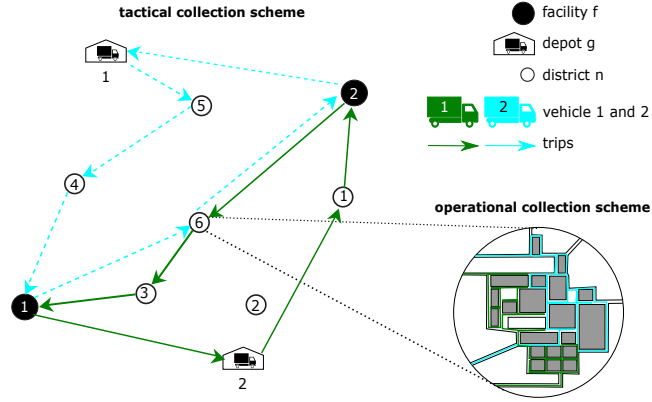 tactical collection scheme
facility f
depot g
1
district n
5
2
1 2 vehicle 1 and 2
trips
4
1
6
operational collection scheme
3
2
1
2